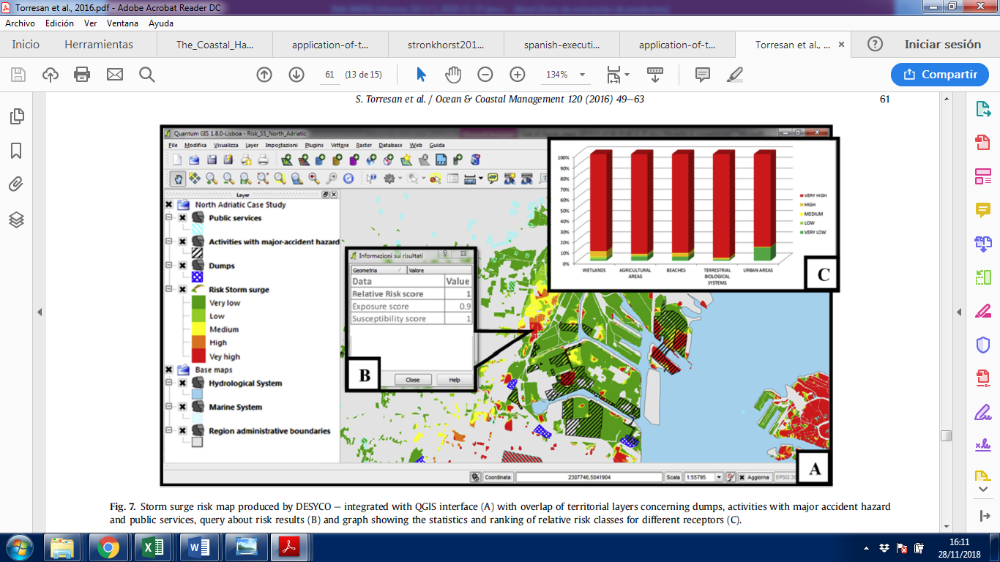 Torresan et al., 2016.pdf - Adobe Acrobat Reader DC
Archivo Edición Ver Ventana Ayuda
Inicio Herramientas The_Coastal_Ha... application-of-t... stronkhorst201... spanish-executi... application-of-t... Torresan et al., ... × Iniciar sesión
61 (13 de 15) 134% Compartir
S. Torresan et al. / Ocean & Coastal Management 120 (2016) 49–63 61
Quantum GIS 1.8.0-Lisboa - Risk_SS_North_Adriatic
File Modifica Visualizza Layer Impostazioni Plugins Vettore Raster Database Web Guida
Layer
North Adriatic Case Study
Public services
Activities with major-accident hazard
Dumps
Risk Storm surge
Very low
Low
Medium
High
Vey high
Base maps
Hydrological System
Marine System
Region administrative boundaries
Informazioni sui risultati
Geometria Valore
Data Value
Relative Risk score 1
Exposure score 0.9
Susceptibility score 1
Close Help
B
100%
90%
80%
70%
60%
50%
40%
30%
20%
10%
0%
WETLANDS
AGRICULTURAL
AREAS
BEACHES
TERRESTRIAL
BIOLOGICAL
SYSTEMS
URBAN AREAS
VERY HIGH
HIGH
MEDIUM
LOW
VERY LOW
C
A
Coordinata: 2307746,5041904 Scala 1:55795 Aggiorna EPSG:30
Fig. 7. Storm surge risk map produced by DESYCO – integrated with QGIS interface (A) with overlap of territorial layers concerning dumps, activities with major accident hazard
and public services, query about risk results (B) and graph showing the statistics and ranking of relative risk classes for different receptors (C).
16:11
28/11/2018